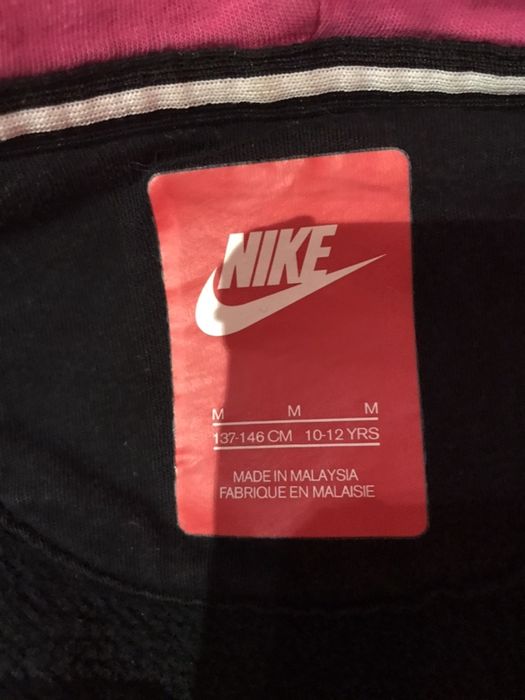 NIKE
M M M
137-146 CM 10-12 YRS
MADE IN MALAYSIA
FABRIQUE EN MALAISIE